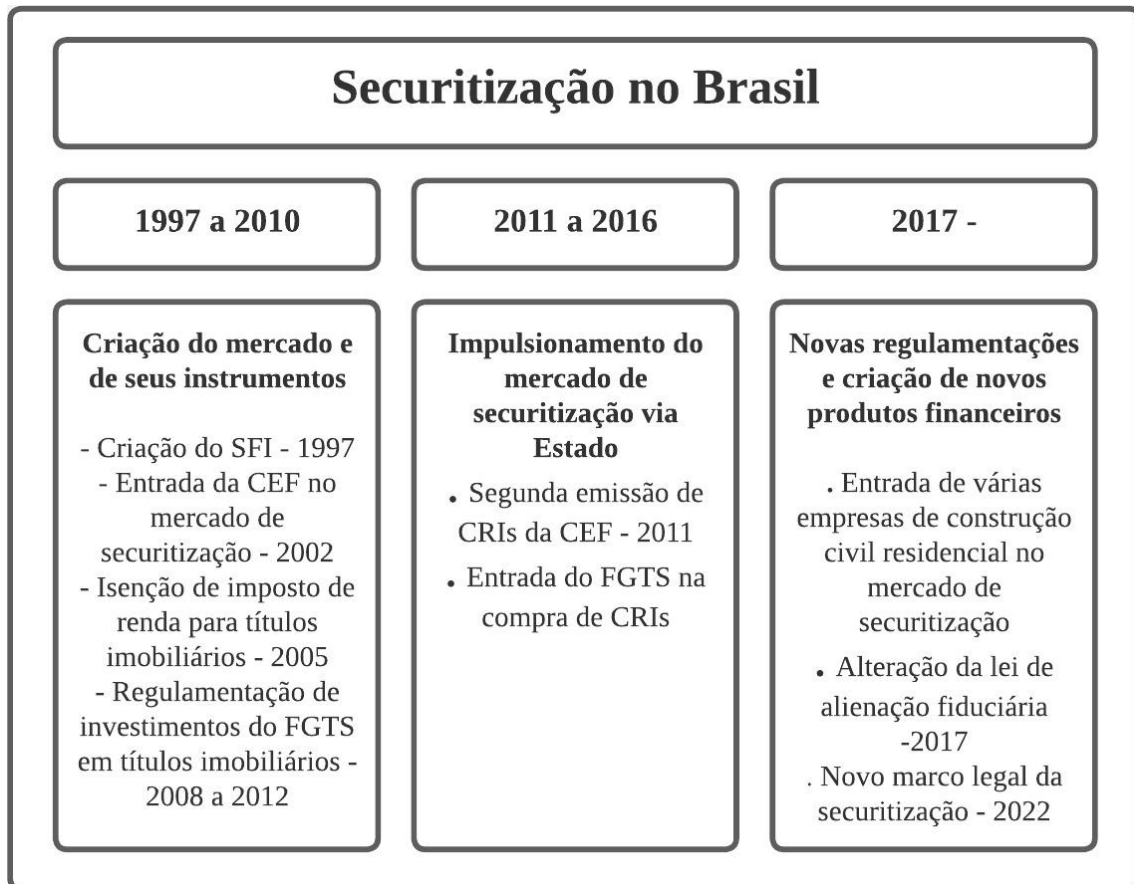 Securitização no Brasil
1997 a 2010
2011 a 2016
2017 -
Criação do mercado e
de seus instrumentos
- Criação do SFI - 1997
- Entrada da CEF no
mercado de
securitização - 2002
- Isenção de imposto de
renda para títulos
imobiliários - 2005
- Regulamentação de
investimentos do FGTS
em títulos imobiliários -
2008 a 2012
Impulsionamento do
mercado de
securitização via
Estado
. Segunda emissão de
CRIs da CEF - 2011
. Entrada do FGTS na
compra de CRIs
Novas regulamentações
e criação de novos
produtos financeiros
. Entrada de várias
empresas de construção
civil residencial no
mercado de
securitização
. Alteração da lei de
alienação fiduciária
-2017
. Novo marco legal da
securitização - 2022